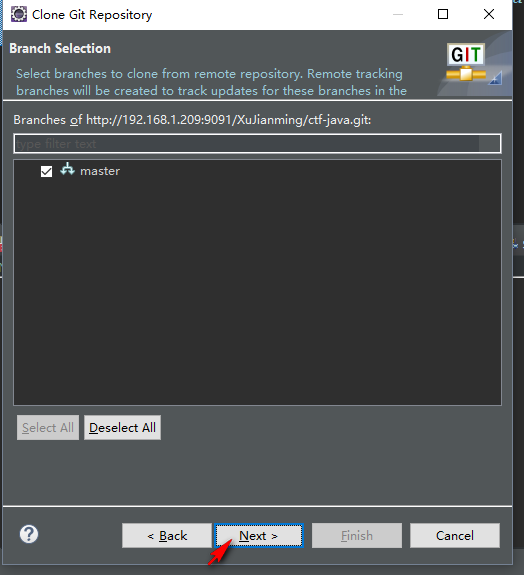 Clone Git Repository
Branch Selection
GIT
Select branches to clone from remote repository. Remote tracking
branches will be created to track updates for these branches in the
Branches of http://192.168.1.209:9091/XuJianming/ctf-java.git:
type filter text
master
Select All
Deselect All
?
< Back
Next >
Finish
Cancel